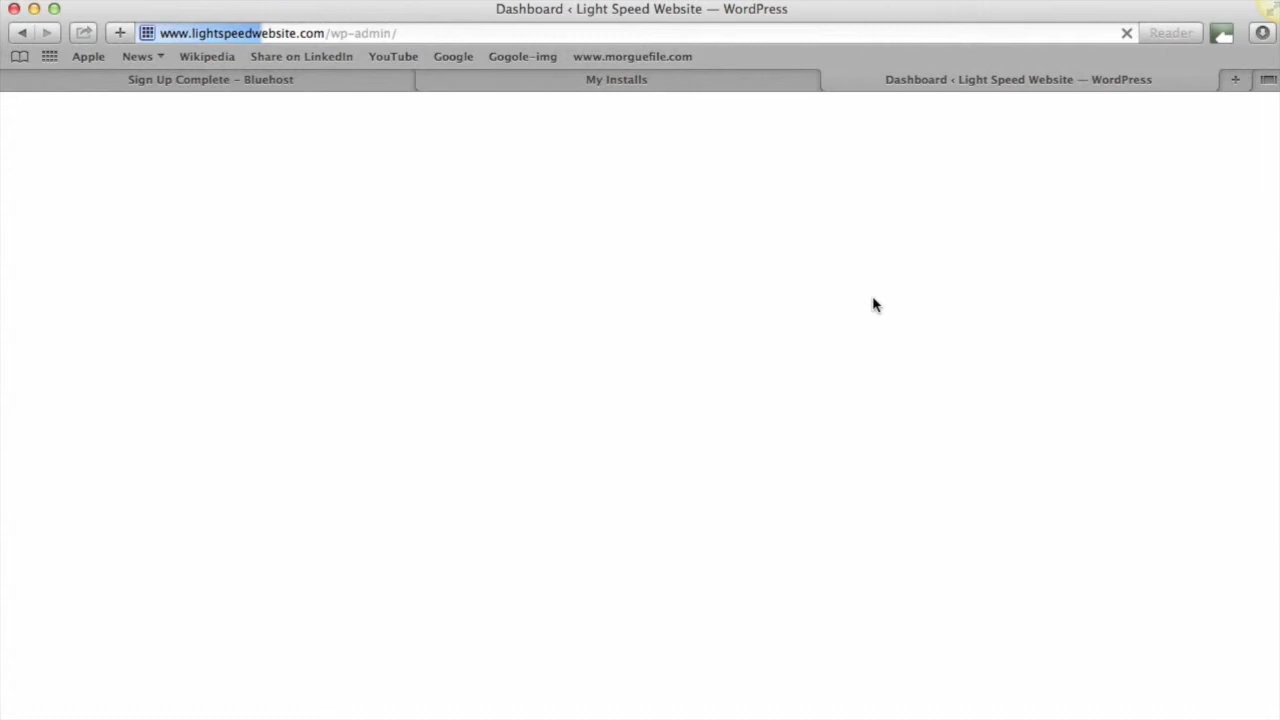 Dashboard ‹ Light Speed Website — WordPress
www.lightspeedwebsite.com/wp-admin/ Reader
Apple News Wikipedia Share on LinkedIn YouTube Google Gogole-img www.morguefile.com
Sign Up Complete – Bluehost My Installs Dashboard ‹ Light Speed Website — WordPress